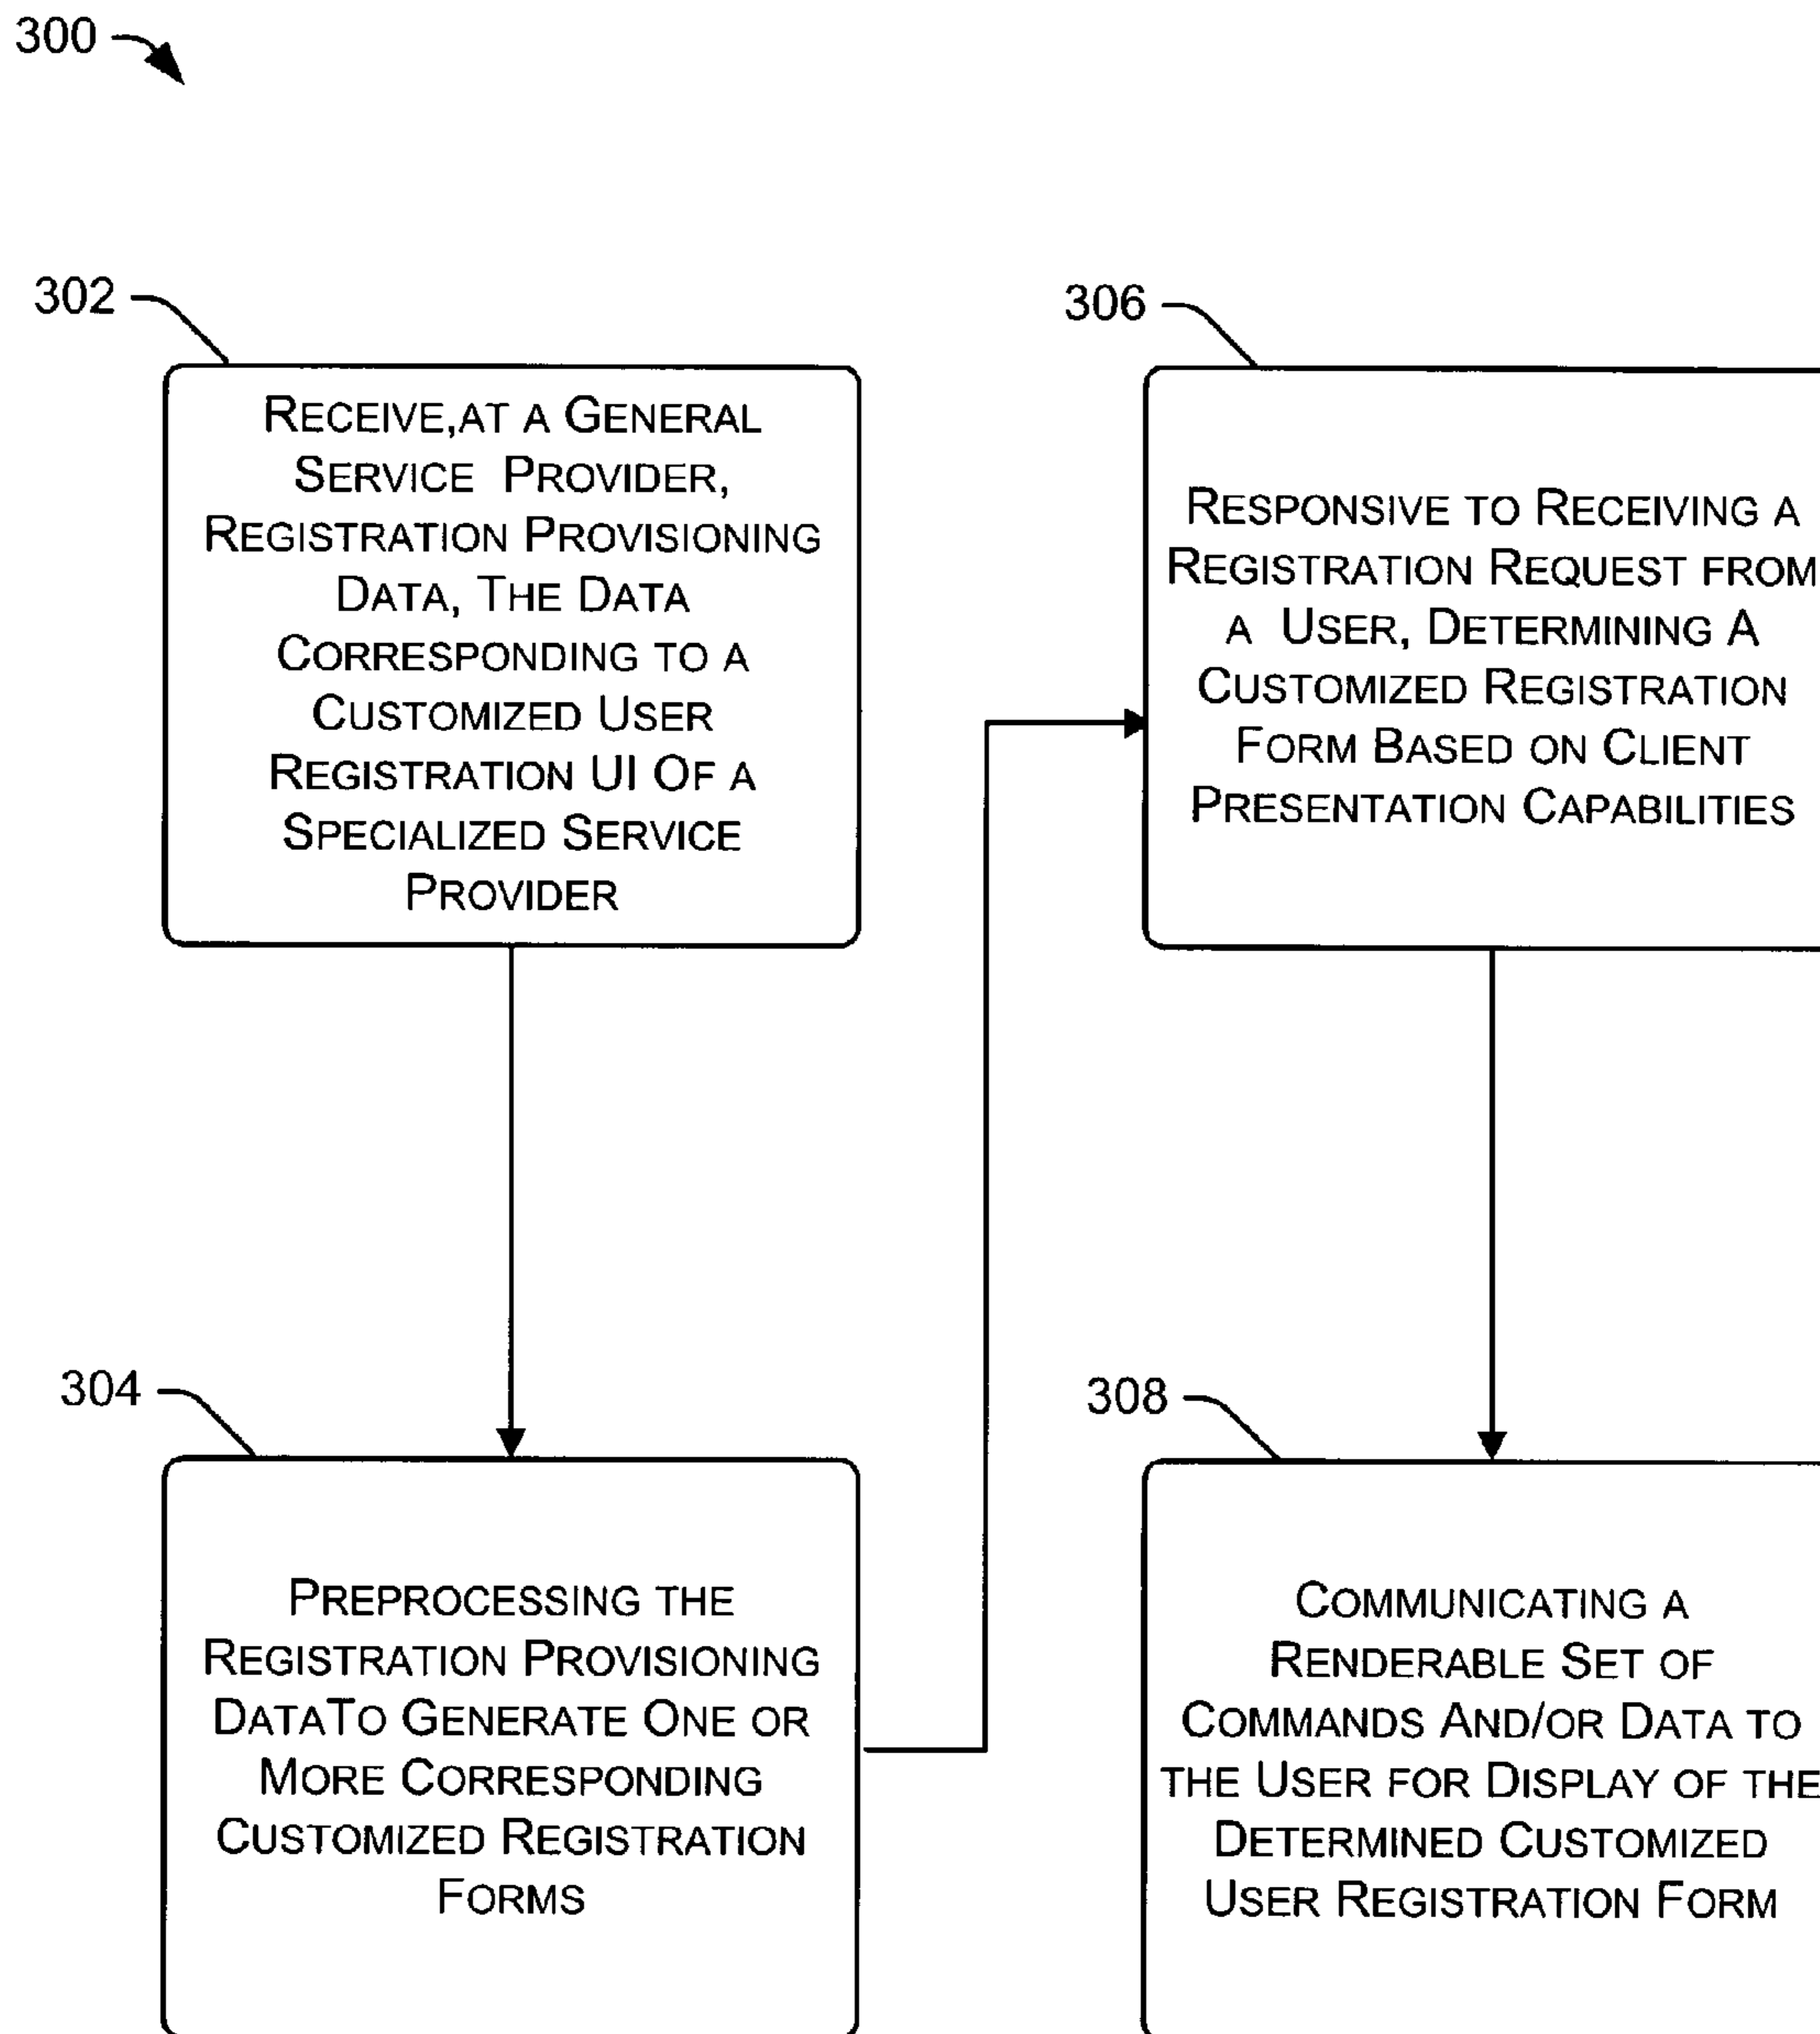 300
302
RECEIVE,AT A GENERAL
SERVICE PROVIDER,
REGISTRATION PROVISIONING
DATA, THE DATA
CORRESPONDING TO A
CUSTOMIZED USER
REGISTRATION UI OF A
SPECIALIZED SERVICE
PROVIDER
304
PREPROCESSING THE
REGISTRATION PROVISIONING
DATATO GENERATE ONE OR
MORE CORRESPONDING
CUSTOMIZED REGISTRATION
FORMS
306
RESPONSIVE TO RECEIVING A
REGISTRATION REQUEST FROM
A USER, DETERMINING A
CUSTOMIZED REGISTRATION
FORM BASED ON CLIENT
PRESENTATION CAPABILITIES
308
COMMUNICATING A
RENDERABLE SET OF
COMMANDS AND/OR DATA TO
THE USER FOR DISPLAY OF THE
DETERMINED CUSTOMIZED
USER REGISTRATION FORM